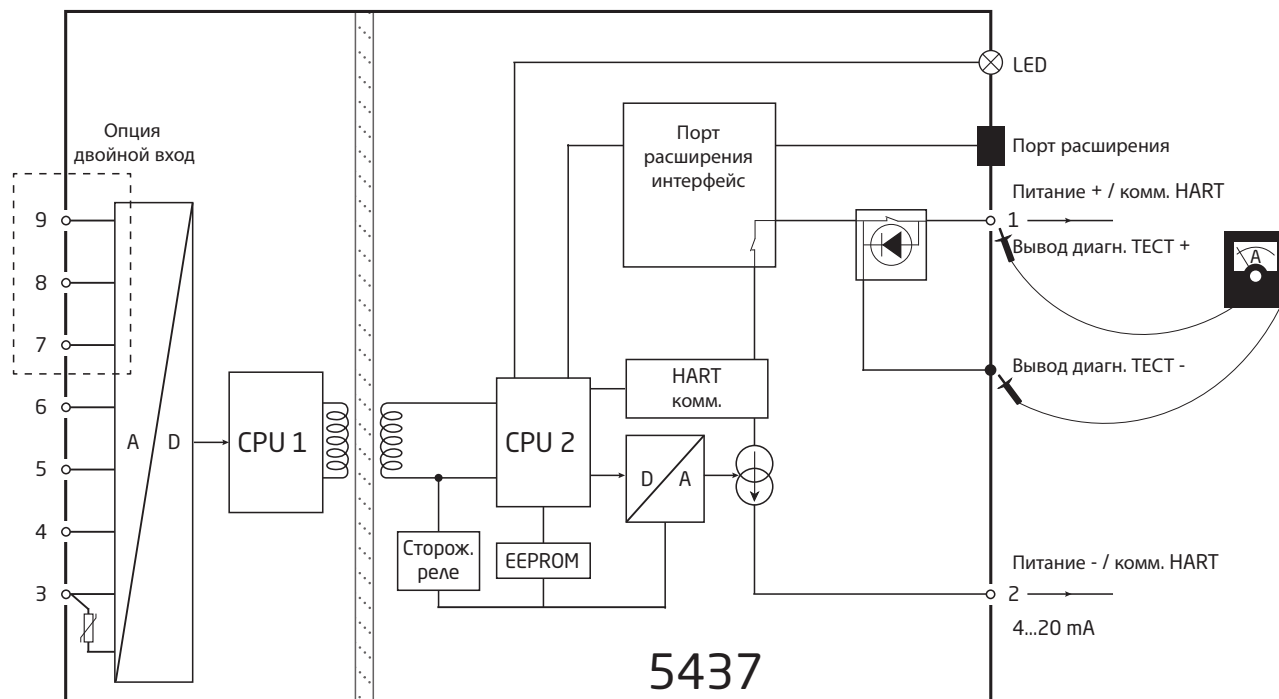 LED
Опция
двойной вход
Порт
расширения
интерфейс
Порт расширения
Питание + / комм. HART
9
1
Вывод диагн. ТЕСТ +
A
8
7
Вывод диагн. ТЕСТ -
HART
комм.
6
A
D
CPU 1
CPU 2
5
D
A
4
Сторож.
реле
EEPROM
Питание - / комм. HART
3
2
4...20 mA
5437